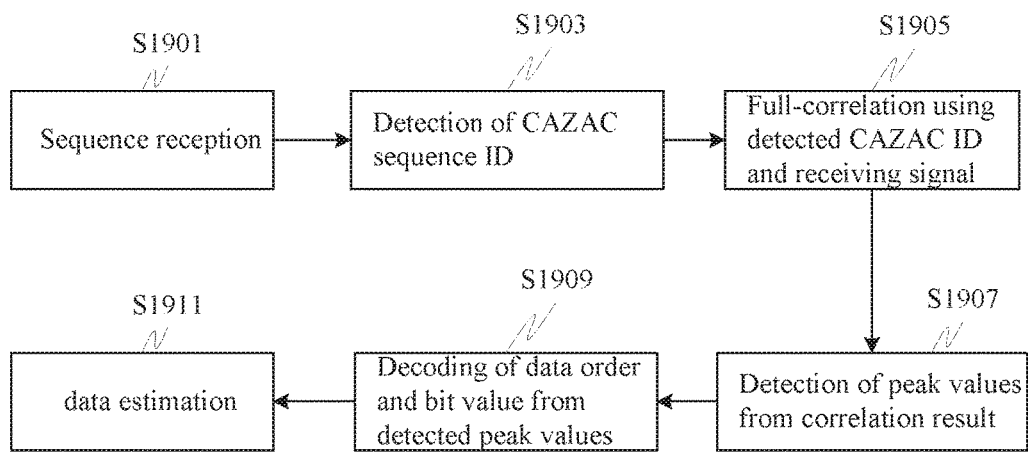 S1901
S1903
S1905
Sequence reception
Detection of CAZAC
sequence ID
Full-correlation using
detected CAZAC ID
and receiving signal
S1911
S1909
S1907
data estimation
Decoding of data order
and bit value from
detected peak values
Detection of peak values
from correlation result